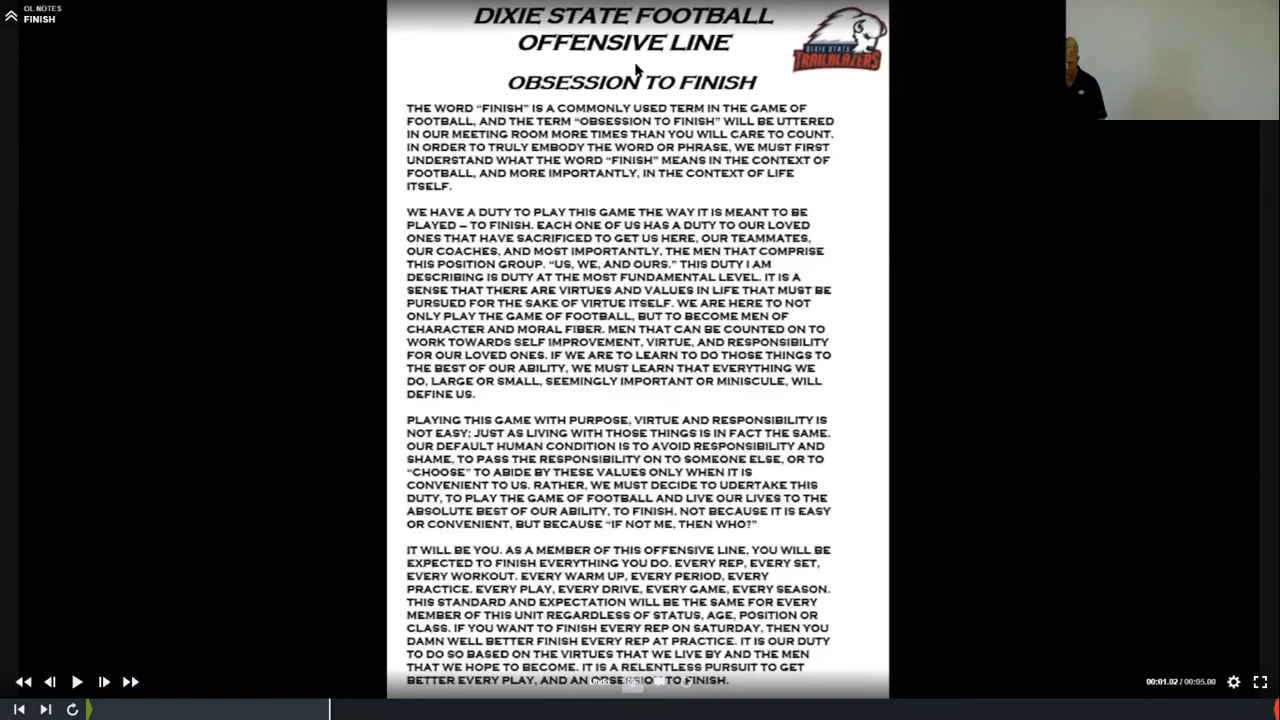 OL NOTES
FINISH
DIXIE STATE FOOTBALL
OFFENSIVE LINE
DIXIE STATE
TRAILBLAZERS
OBSESSION TO FINISH
THE WORD “FINISH” IS A COMMONLY USED TERM IN THE GAME OF
FOOTBALL, AND THE TERM “OBSESSION TO FINISH” WILL BE UTTERED
IN OUR MEETING ROOM MORE TIMES THAN YOU WILL CARE TO COUNT.
IN ORDER TO TRULY EMBODY THE WORD OR PHRASE, WE MUST FIRST
UNDERSTAND WHAT THE WORD “FINISH” MEANS IN THE CONTEXT OF
FOOTBALL, AND MORE IMPORTANTLY, IN THE CONTEXT OF LIFE
ITSELF.
WE HAVE A DUTY TO PLAY THIS GAME THE WAY IT IS MEANT TO BE
PLAYED – TO FINISH. EACH ONE OF US HAS A DUTY TO OUR LOVED
ONES THAT HAVE SACRIFICED TO GET US HERE, OUR TEAMMATES,
OUR COACHES, AND MOST IMPORTANTLY, THE MEN THAT COMPRISE
THIS POSITION GROUP. “US, WE, AND OURS.” THIS DUTY I AM
DESCRIBING IS DUTY AT THE MOST FUNDAMENTAL LEVEL. IT IS A
SENSE THAT THERE ARE VIRTUES AND VALUES IN LIFE THAT MUST BE
PURSUED FOR THE SAKE OF VIRTUE ITSELF. WE ARE HERE TO NOT
ONLY PLAY THE GAME OF FOOTBALL, BUT TO BECOME MEN OF
CHARACTER AND MORAL FIBER. MEN THAT CAN BE COUNTED ON TO
WORK TOWARDS SELF IMPROVEMENT, VIRTUE, AND RESPONSIBILITY
FOR OUR LOVED ONES. IF WE ARE TO LEARN TO DO THOSE THINGS TO
THE BEST OF OUR ABILITY, WE MUST LEARN THAT EVERYTHING WE
DO, LARGE OR SMALL, SEEMINGLY IMPORTANT OR MINISCULE, WILL
DEFINE US.
PLAYING THIS GAME WITH PURPOSE, VIRTUE AND RESPONSIBILITY IS
NOT EASY; JUST AS LIVING WITH THOSE THINGS IS IN FACT THE SAME.
OUR DEFAULT HUMAN CONDITION IS TO AVOID RESPONSIBILITY AND
SHAME, TO PASS THE RESPONSIBILITY ON TO SOMEONE ELSE, OR TO
“CHOOSE” TO ABIDE BY THESE VALUES ONLY WHEN IT IS
CONVENIENT TO US. RATHER, WE MUST DECIDE TO UDERTAKE THIS
DUTY, TO PLAY THE GAME OF FOOTBALL AND LIVE OUR LIVES TO THE
ABSOLUTE BEST OF OUR ABILITY, TO FINISH. NOT BECAUSE IT IS EASY
OR CONVENIENT, BUT BECAUSE “IF NOT ME, THEN WHO?”
IT WILL BE YOU. AS A MEMBER OF THIS OFFENSIVE LINE, YOU WILL BE
EXPECTED TO FINISH EVERYTHING YOU DO. EVERY REP, EVERY SET,
EVERY WORKOUT. EVERY WARM UP, EVERY PERIOD, EVERY
PRACTICE. EVERY PLAY, EVERY DRIVE, EVERY GAME, EVERY SEASON.
THIS STANDARD AND EXPECTATION WILL BE THE SAME FOR EVERY
MEMBER OF THIS UNIT REGARDLESS OF STATUS, AGE, POSITION OR
CLASS. IF YOU WANT TO FINISH EVERY REP ON SATURDAY, THEN YOU
DAMN WELL BETTER FINISH EVERY REP AT PRACTICE. IT IS OUR DUTY
TO DO SO BASED ON THE VIRTUES THAT WE LIVE BY AND THE MEN
THAT WE HOPE TO BECOME. IT IS A RELENTLESS PURSUIT TO GET
BETTER EVERY PLAY, AND AN OBSESSION TO FINISH.
Undo
00:01.02 / 00:05.00